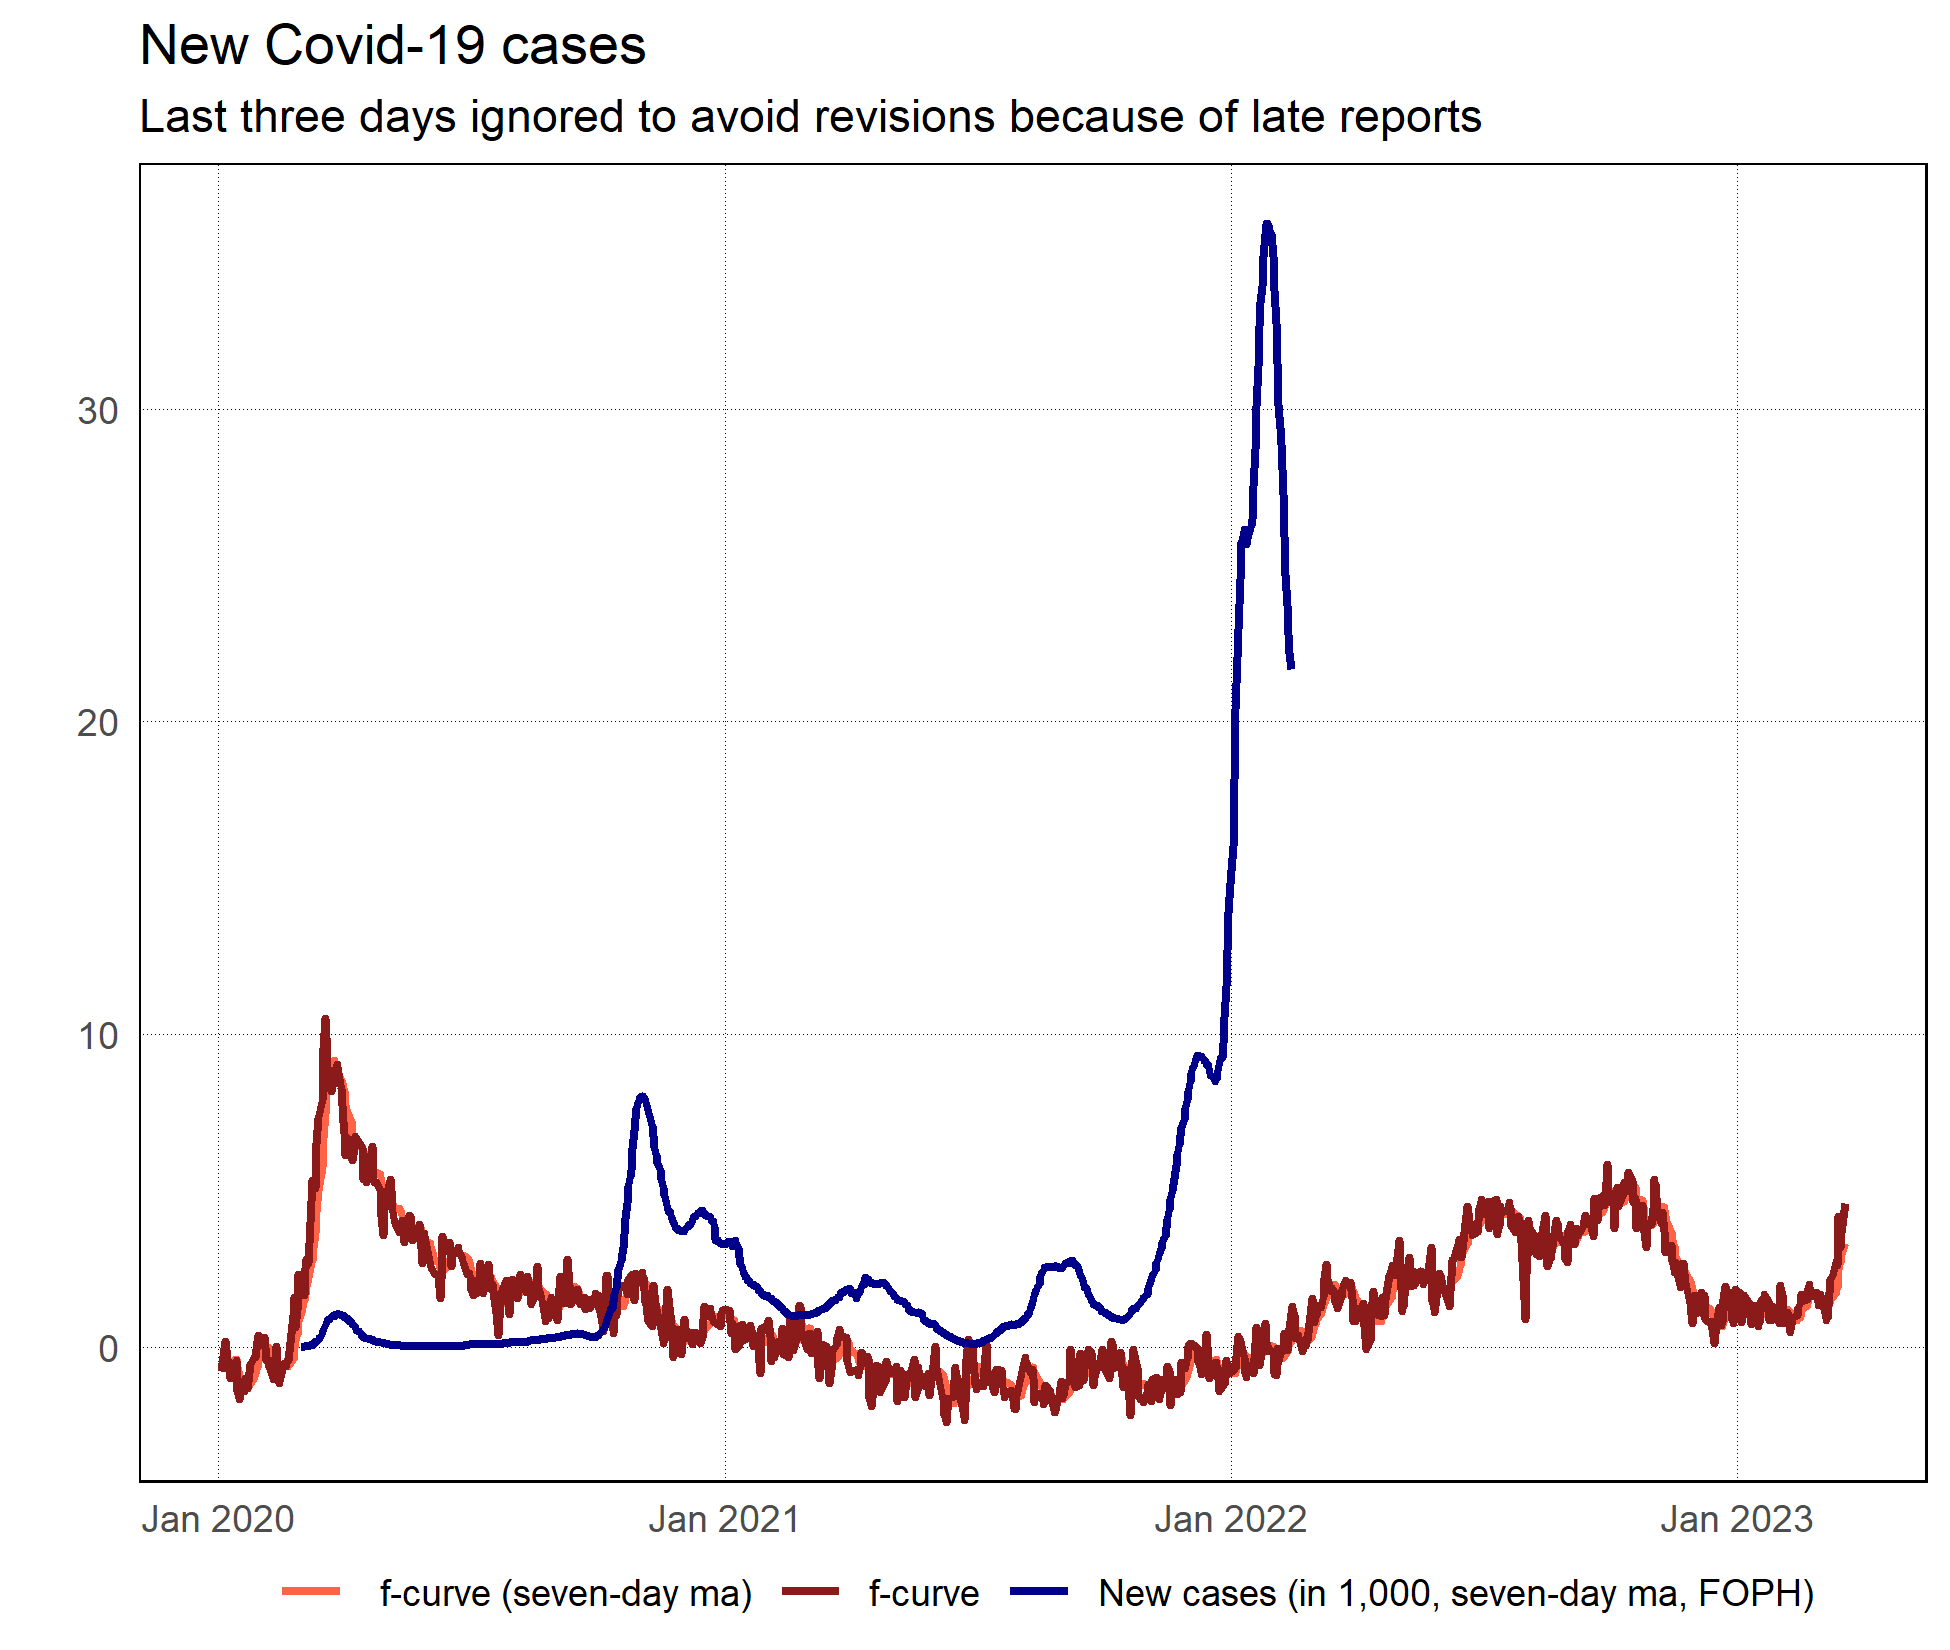 New Covid-19 cases
Last three days ignored to avoid revisions because of late reports
30
20
10
0
Jan 2020 Jan 2021 Jan 2022 Jan 2023
f-curve (seven-day ma) f-curve New cases (in 1,000, seven-day ma, FOPH)